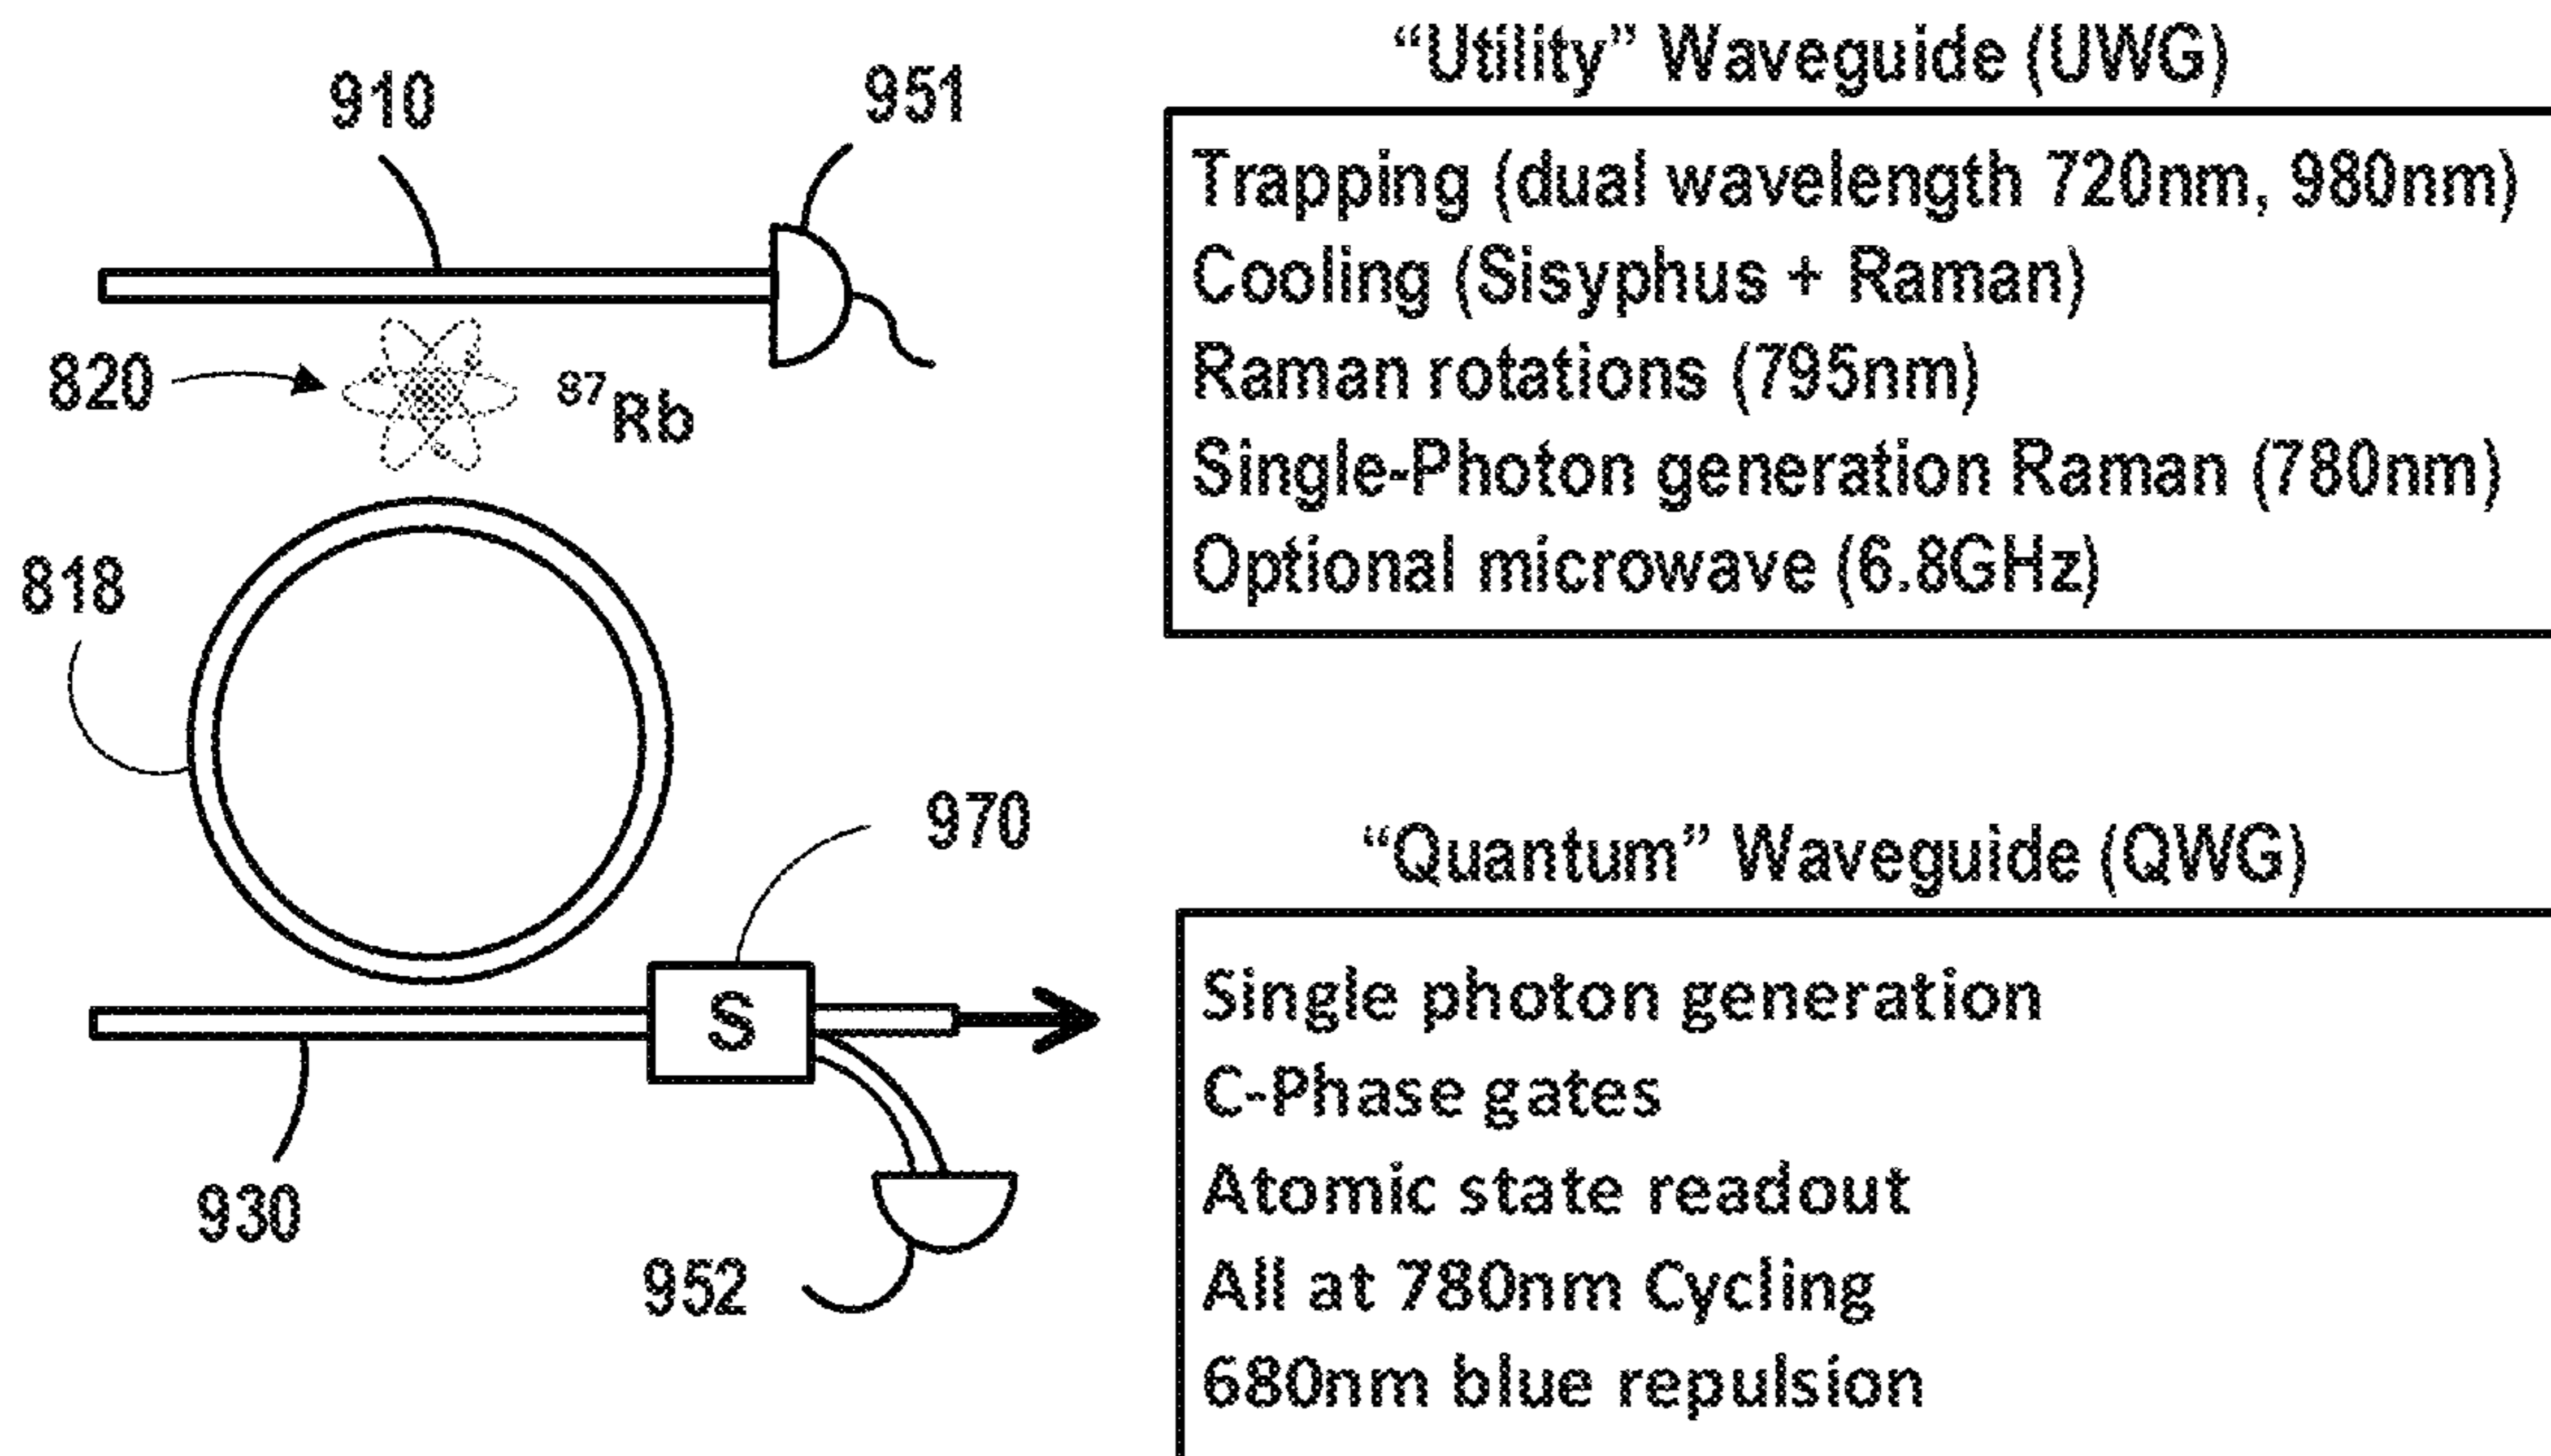 910
951
820
87Rb
818
970
S
930
952
“Utility” Waveguide (UWG)
Trapping (dual wavelength 720nm, 980nm)
Cooling (Sisyphus + Raman)
Raman rotations (795nm)
Single-Photon generation Raman (780nm)
Optional microwave (6.8GHz)
“Quantum” Waveguide (QWG)
Single photon generation
C-Phase gates
Atomic state readout
All at 780nm Cycling
680nm blue repulsion